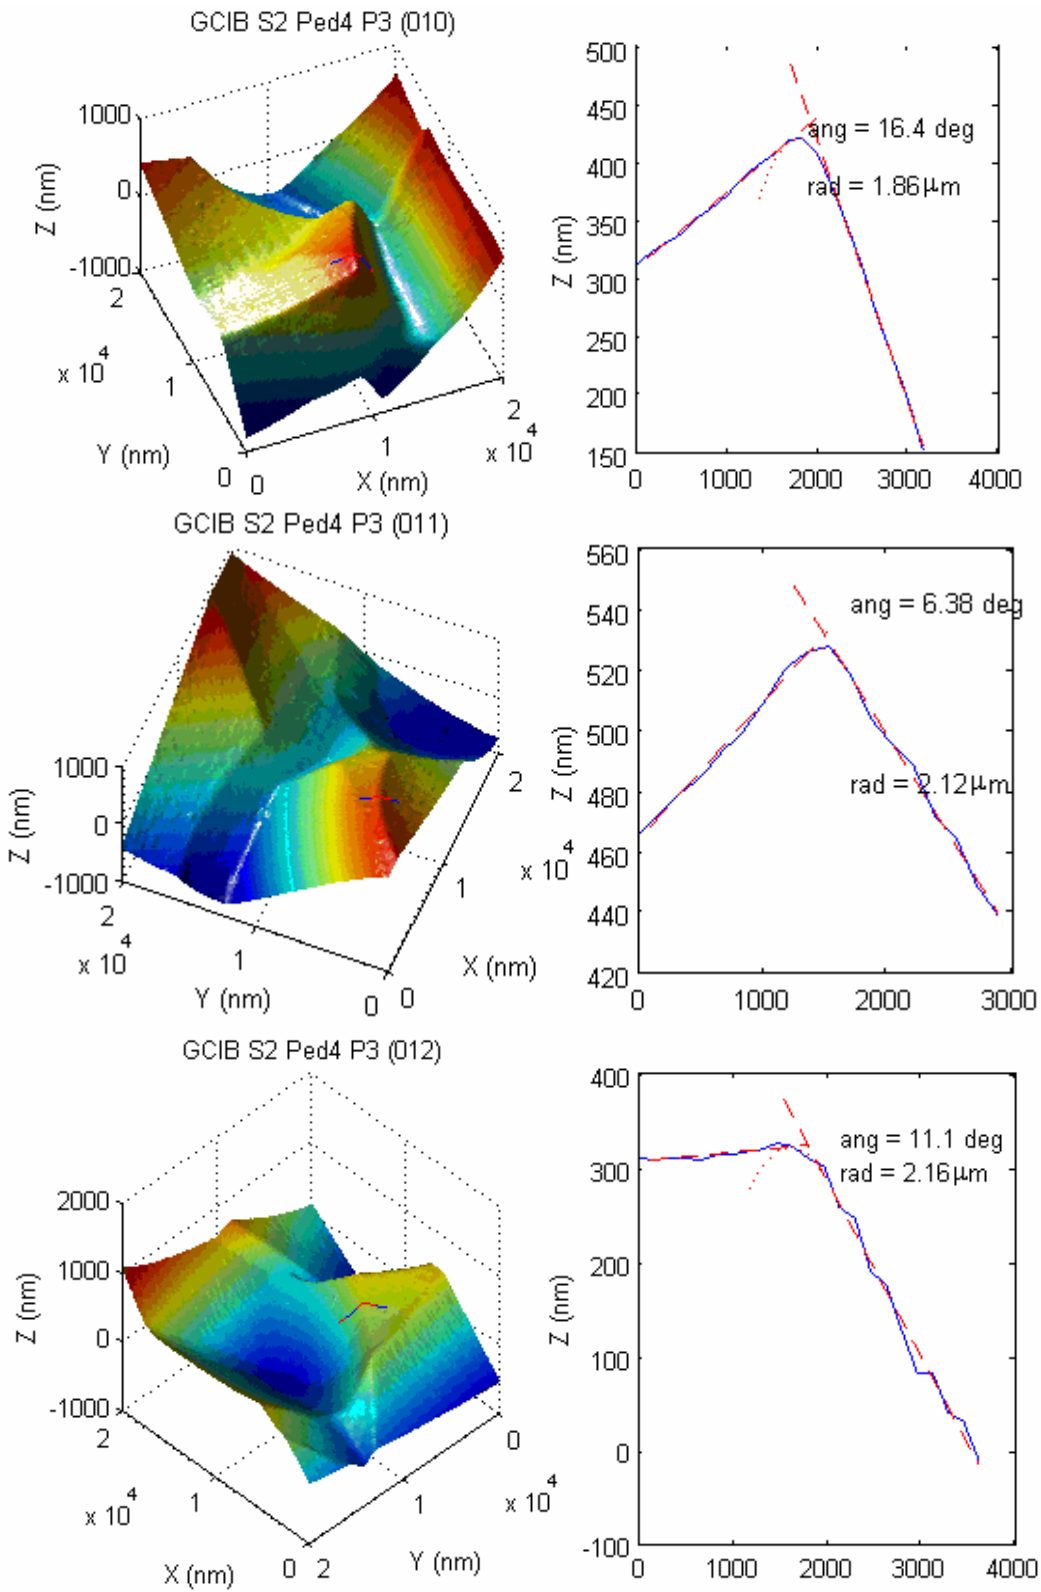 GCIB S2 Ped4 P3 (010)
1000
0
-1000
Z (nm)
2
1
0
x 10^4
Y (nm)
0
1
2
x 10^4
X (nm)
500
450
400
350
300
250
200
150
Z (nm)
ang = 16.4 deg
rad = 1.86μm
0 1000 2000 3000 4000
GCIB S2 Ped4 P3 (011)
1000
0
-1000
Z (nm)
2
1
0
x 10^4
Y (nm)
0
1
2
x 10^4
X (nm)
560
540
520
500
480
460
440
420
Z (nm)
ang = 6.38 deg
rad = 2.12μm
0 1000 2000 3000
GCIB S2 Ped4 P3 (012)
2000
1000
0
-1000
Z (nm)
2
1
0
x 10^4
X (nm)
2
1
0
x 10^4
Y (nm)
400
300
200
100
0
-100
Z (nm)
ang = 11.1 deg
rad = 2.16μm
0 1000 2000 3000 4000